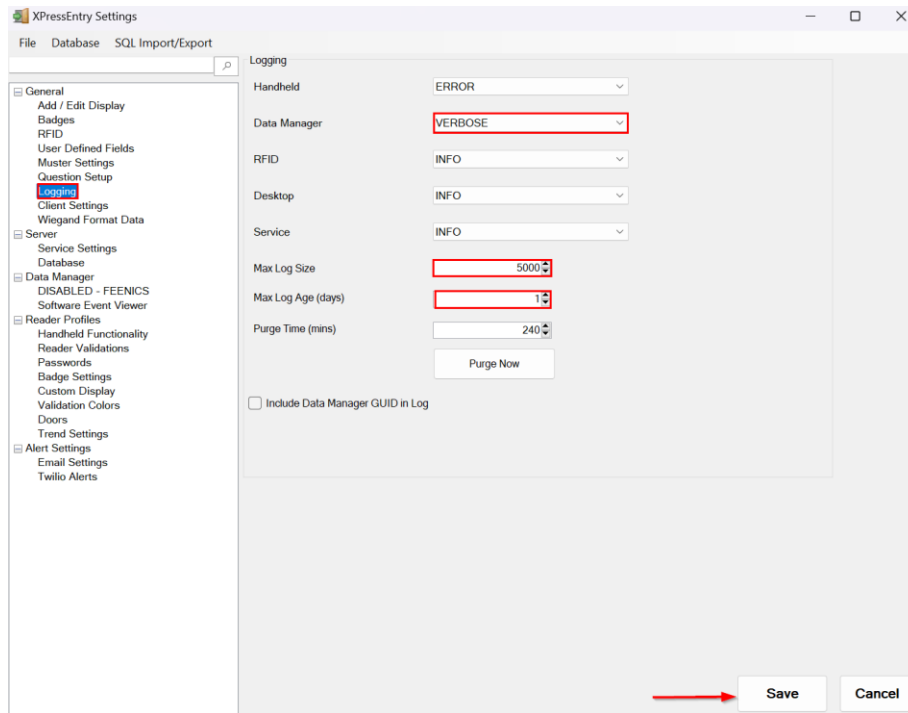 XPressEntry Settings
File Database SQL Import/Export
General
Add / Edit Display
Badges
RFID
User Defined Fields
Muster Settings
Question Setup
Logging
Client Settings
Wiegand Format Data
Server
Service Settings
Database
Data Manager
DISABLED - FEENICS
Software Event Viewer
Reader Profiles
Handheld Functionality
Reader Validations
Passwords
Badge Settings
Custom Display
Validation Colors
Doors
Trend Settings
Alert Settings
Email Settings
Twilio Alerts
Logging
Handheld ERROR
Data Manager VERBOSE
RFID INFO
Desktop INFO
Service INFO
Max Log Size 5000
Max Log Age (days) 1
Purge Time (mins) 240
Purge Now
Include Data Manager GUID in Log
Save Cancel